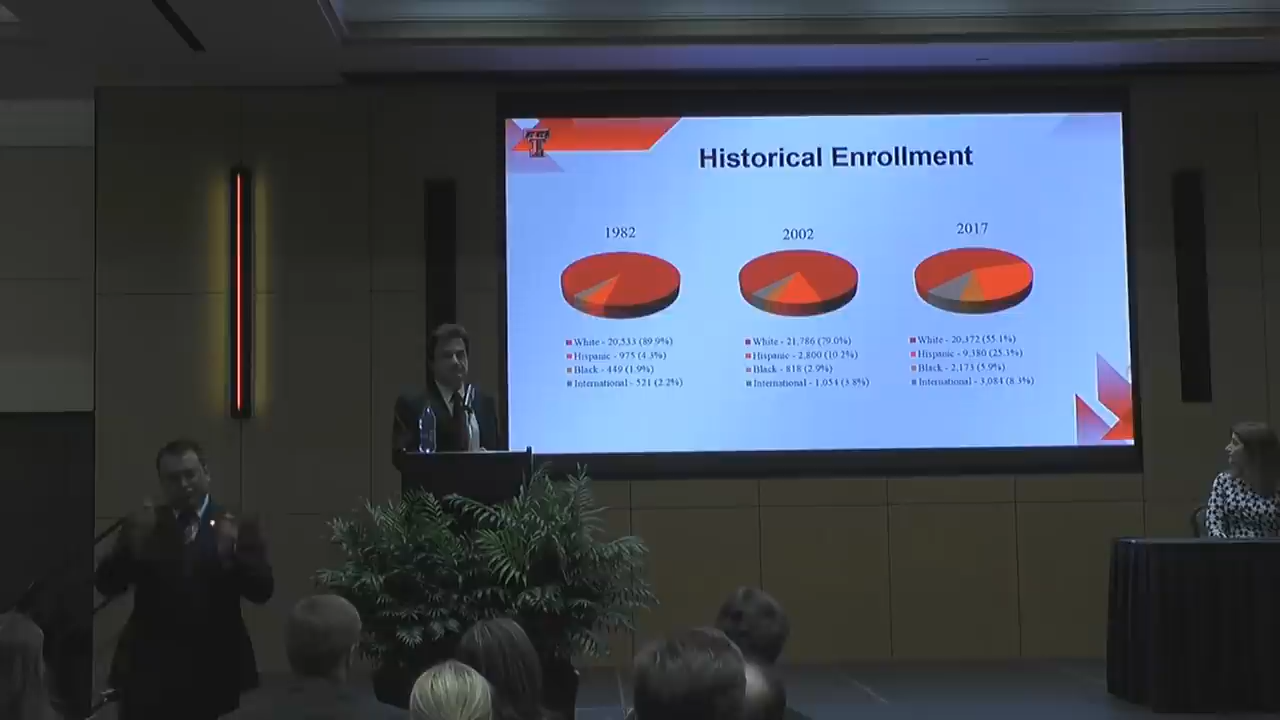 Historical Enrollment
1982
White - 20,533 (89.9%)
Hispanic - 975 (4.3%)
Black - 449 (1.9%)
International - 521 (2.2%)
2002
White - 21,786 (79.0%)
Hispanic - 2,800 (10.2%)
Black - 818 (2.9%)
International - 1,054 (3.8%)
2017
White - 20,372 (55.1%)
Hispanic - 9,380 (25.3%)
Black - 2,173 (5.9%)
International - 3,084 (8.3%)